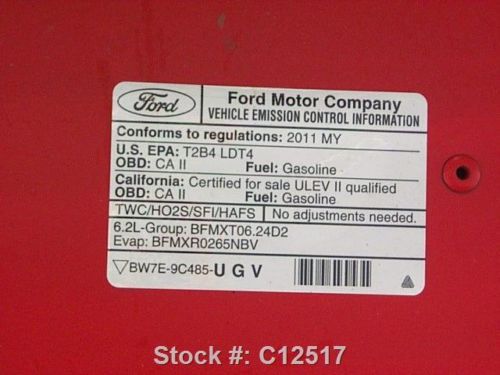 Ford
Ford Motor Company
VEHICLE EMISSION CONTROL INFORMATION
Conforms to regulations: 2011 MY
U.S. EPA: T2B4 LDT4
OBD: CA II Fuel: Gasoline
California: Certified for sale ULEV II qualified
OBD: CA II Fuel: Gasoline
TWC/HO2S/SFI/HAFS No adjustments needed.
6.2L-Group: BFMXT06.24D2
Evap: BFMXR0265NBV
BW7E-9C485-U G V
Stock #: C12517